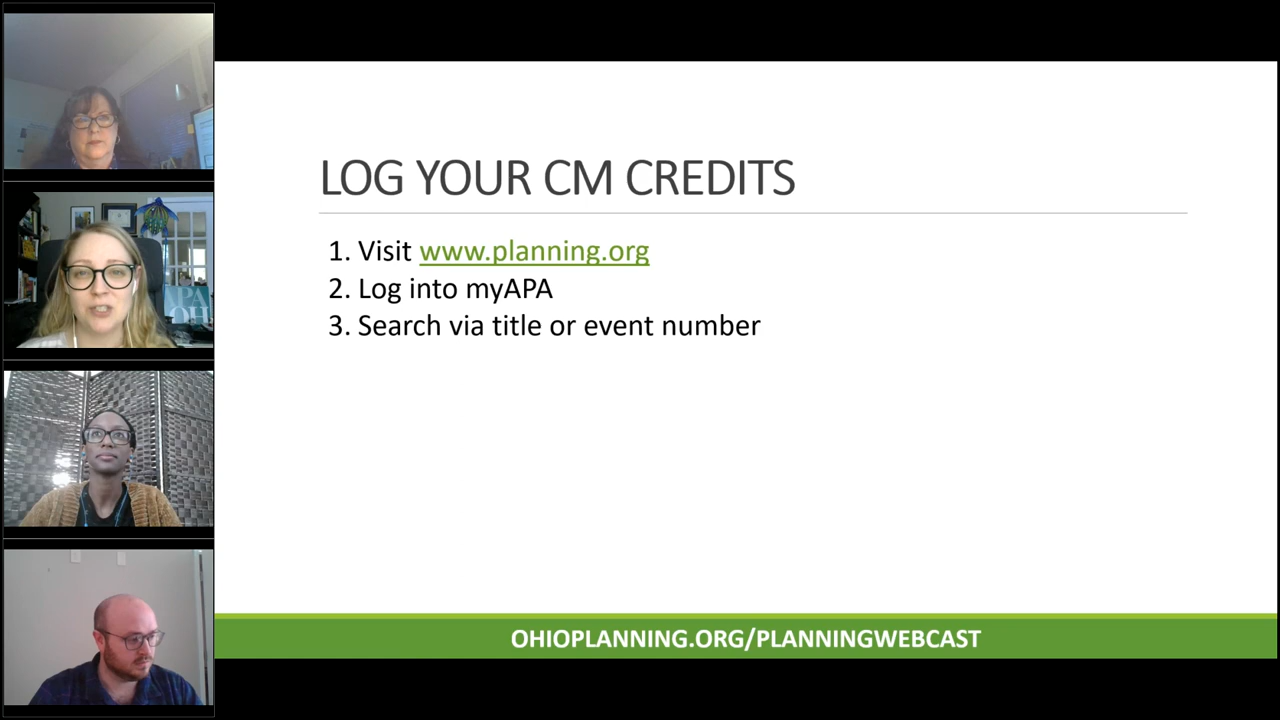 LOG YOUR CM CREDITS
1. Visit www.planning.org
2. Log into myAPA
3. Search via title or event number
OHIOPLANNING.ORG/PLANNINGWEBCAST